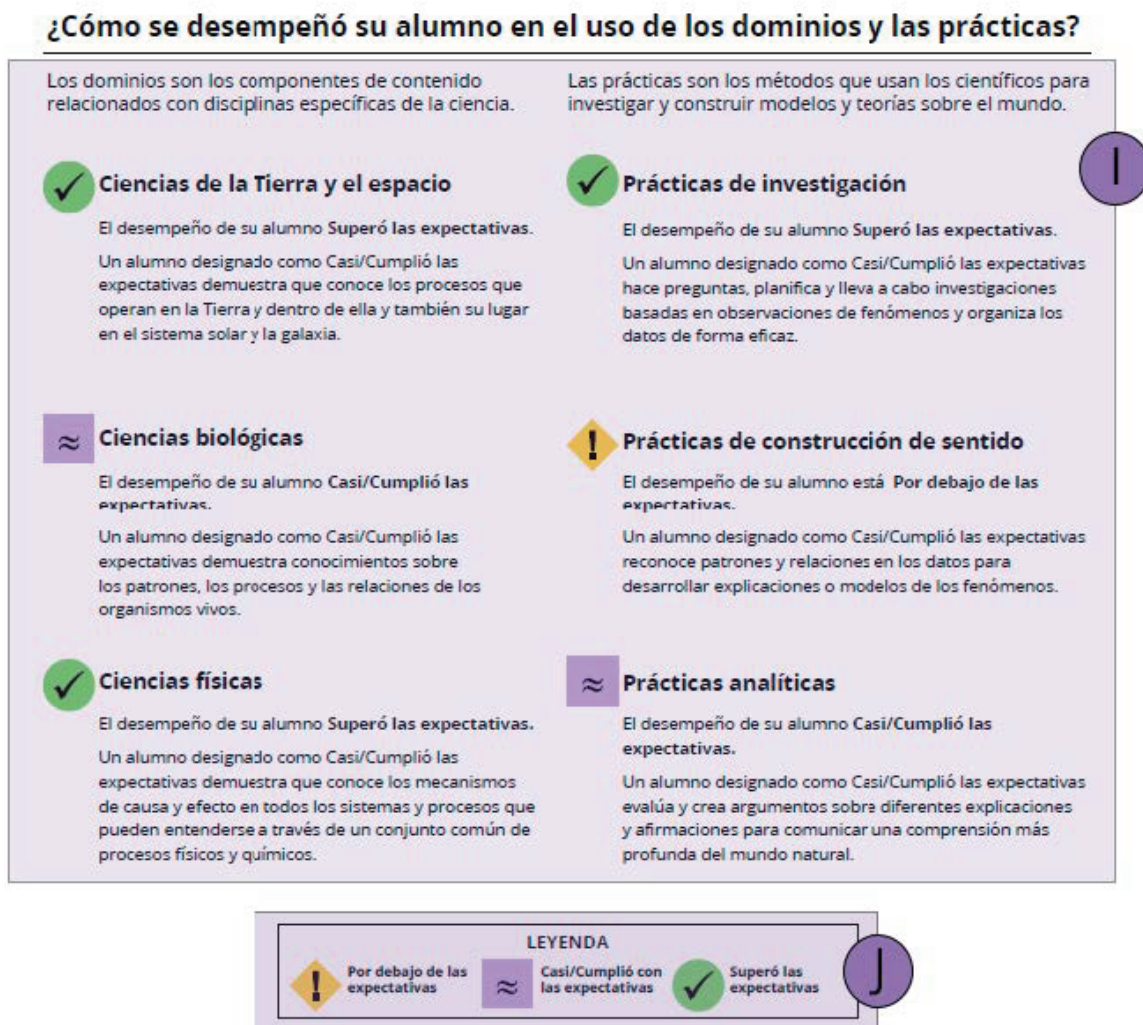 ¿Cómo se desempeñó su alumno en el uso de los dominios y las prácticas?
Los dominios son los componentes de contenido
relacionados con disciplinas específicas de la ciencia.
✓ Ciencias de la Tierra y el espacio
El desempeño de su alumno Superó las expectativas.
Un alumno designado como Casi/Cumplió las
expectativas demuestra que conoce los procesos que
operan en la Tierra y dentro de ella y también su lugar
en el sistema solar y la galaxia.
≈ Ciencias biológicas
El desempeño de su alumno Casi/Cumplió las
expectativas.
Un alumno designado como Casi/Cumplió las
expectativas demuestra conocimientos sobre
los patrones, los procesos y las relaciones de los
organismos vivos.
✓ Ciencias físicas
El desempeño de su alumno Superó las expectativas.
Un alumno designado como Casi/Cumplió las
expectativas demuestra que conoce los mecanismos
de causa y efecto en todos los sistemas y procesos que
pueden entenderse a través de un conjunto común de
procesos físicos y químicos.
Las prácticas son los métodos que usan los científicos para
investigar y construir modelos y teorías sobre el mundo.
I
✓ Prácticas de investigación
El desempeño de su alumno Superó las expectativas.
Un alumno designado como Casi/Cumplió las expectativas
hace preguntas, planifica y lleva a cabo investigaciones
basadas en observaciones de fenómenos y organiza los
datos de forma eficaz.
! Prácticas de construcción de sentido
El desempeño de su alumno está Por debajo de las
expectativas.
Un alumno designado como Casi/Cumplió las expectativas
reconoce patrones y relaciones en los datos para
desarrollar explicaciones o modelos de los fenómenos.
≈ Prácticas analíticas
El desempeño de su alumno Casi/Cumplió las
expectativas.
Un alumno designado como Casi/Cumplió las expectativas
evalúa y crea argumentos sobre diferentes explicaciones
y afirmaciones para comunicar una comprensión más
profunda del mundo natural.
LEYENDA
! Por debajo de las
expectativas
≈ Casi/Cumplió con
las expectativas
✓ Superó las
expectativas
J